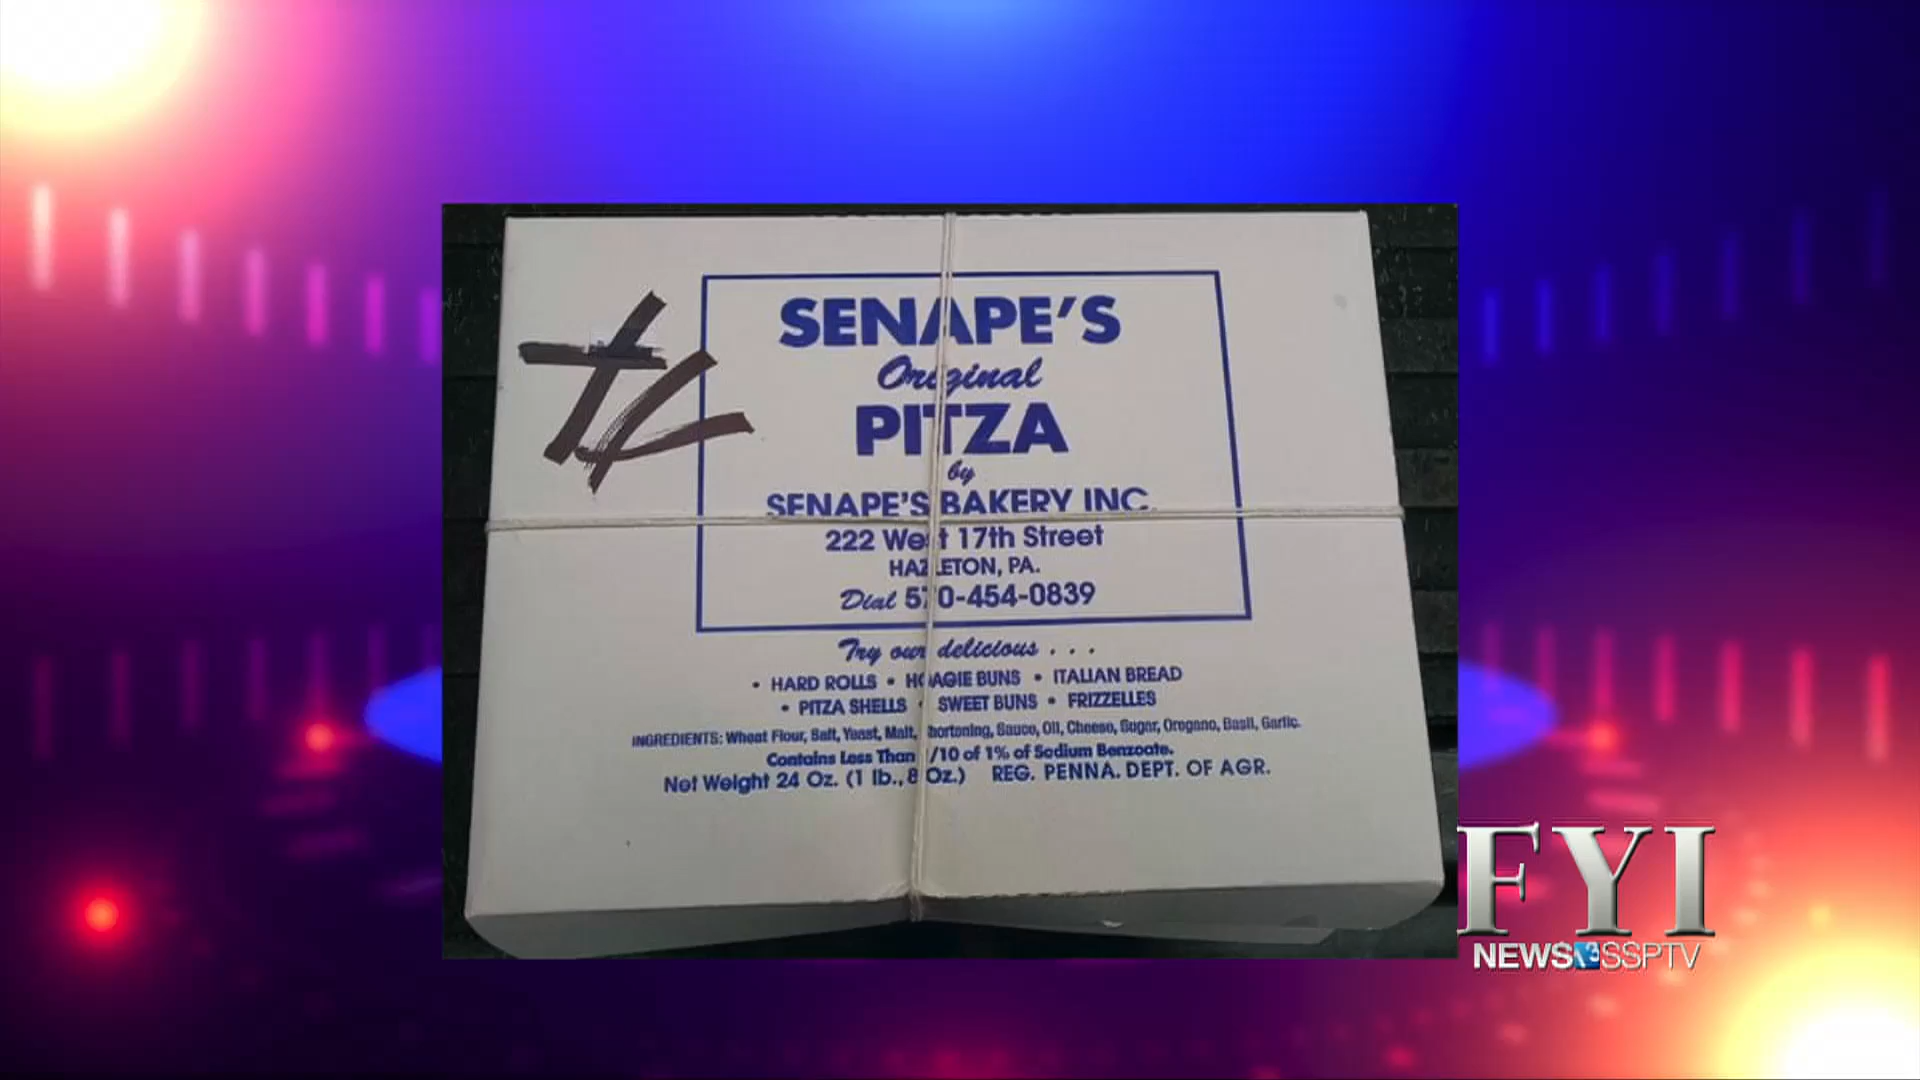 SENAPE'S
Original
PITZA
by
SENAPE'S BAKERY INC.
222 West 17th Street
HAZLETON, PA.
Dial 570-454-0839
Try our delicious . . .
• HARD ROLLS • HOAGIE BUNS • ITALIAN BREAD
• PITZA SHELLS • SWEET BUNS • FRIZZELLES
INGREDIENTS: Wheat Flour, Salt, Yeast, Malt, Shortening, Sauce, Oil, Cheese, Sugar, Oregano, Basil, Garlic.
Contains Less Than 1/10 of 1% of Sodium Benzoate.
Net Weight 24 Oz. (1 lb., 8 Oz.) REG. PENNA. DEPT. OF AGR.
FYI
NEWS13SSPTV